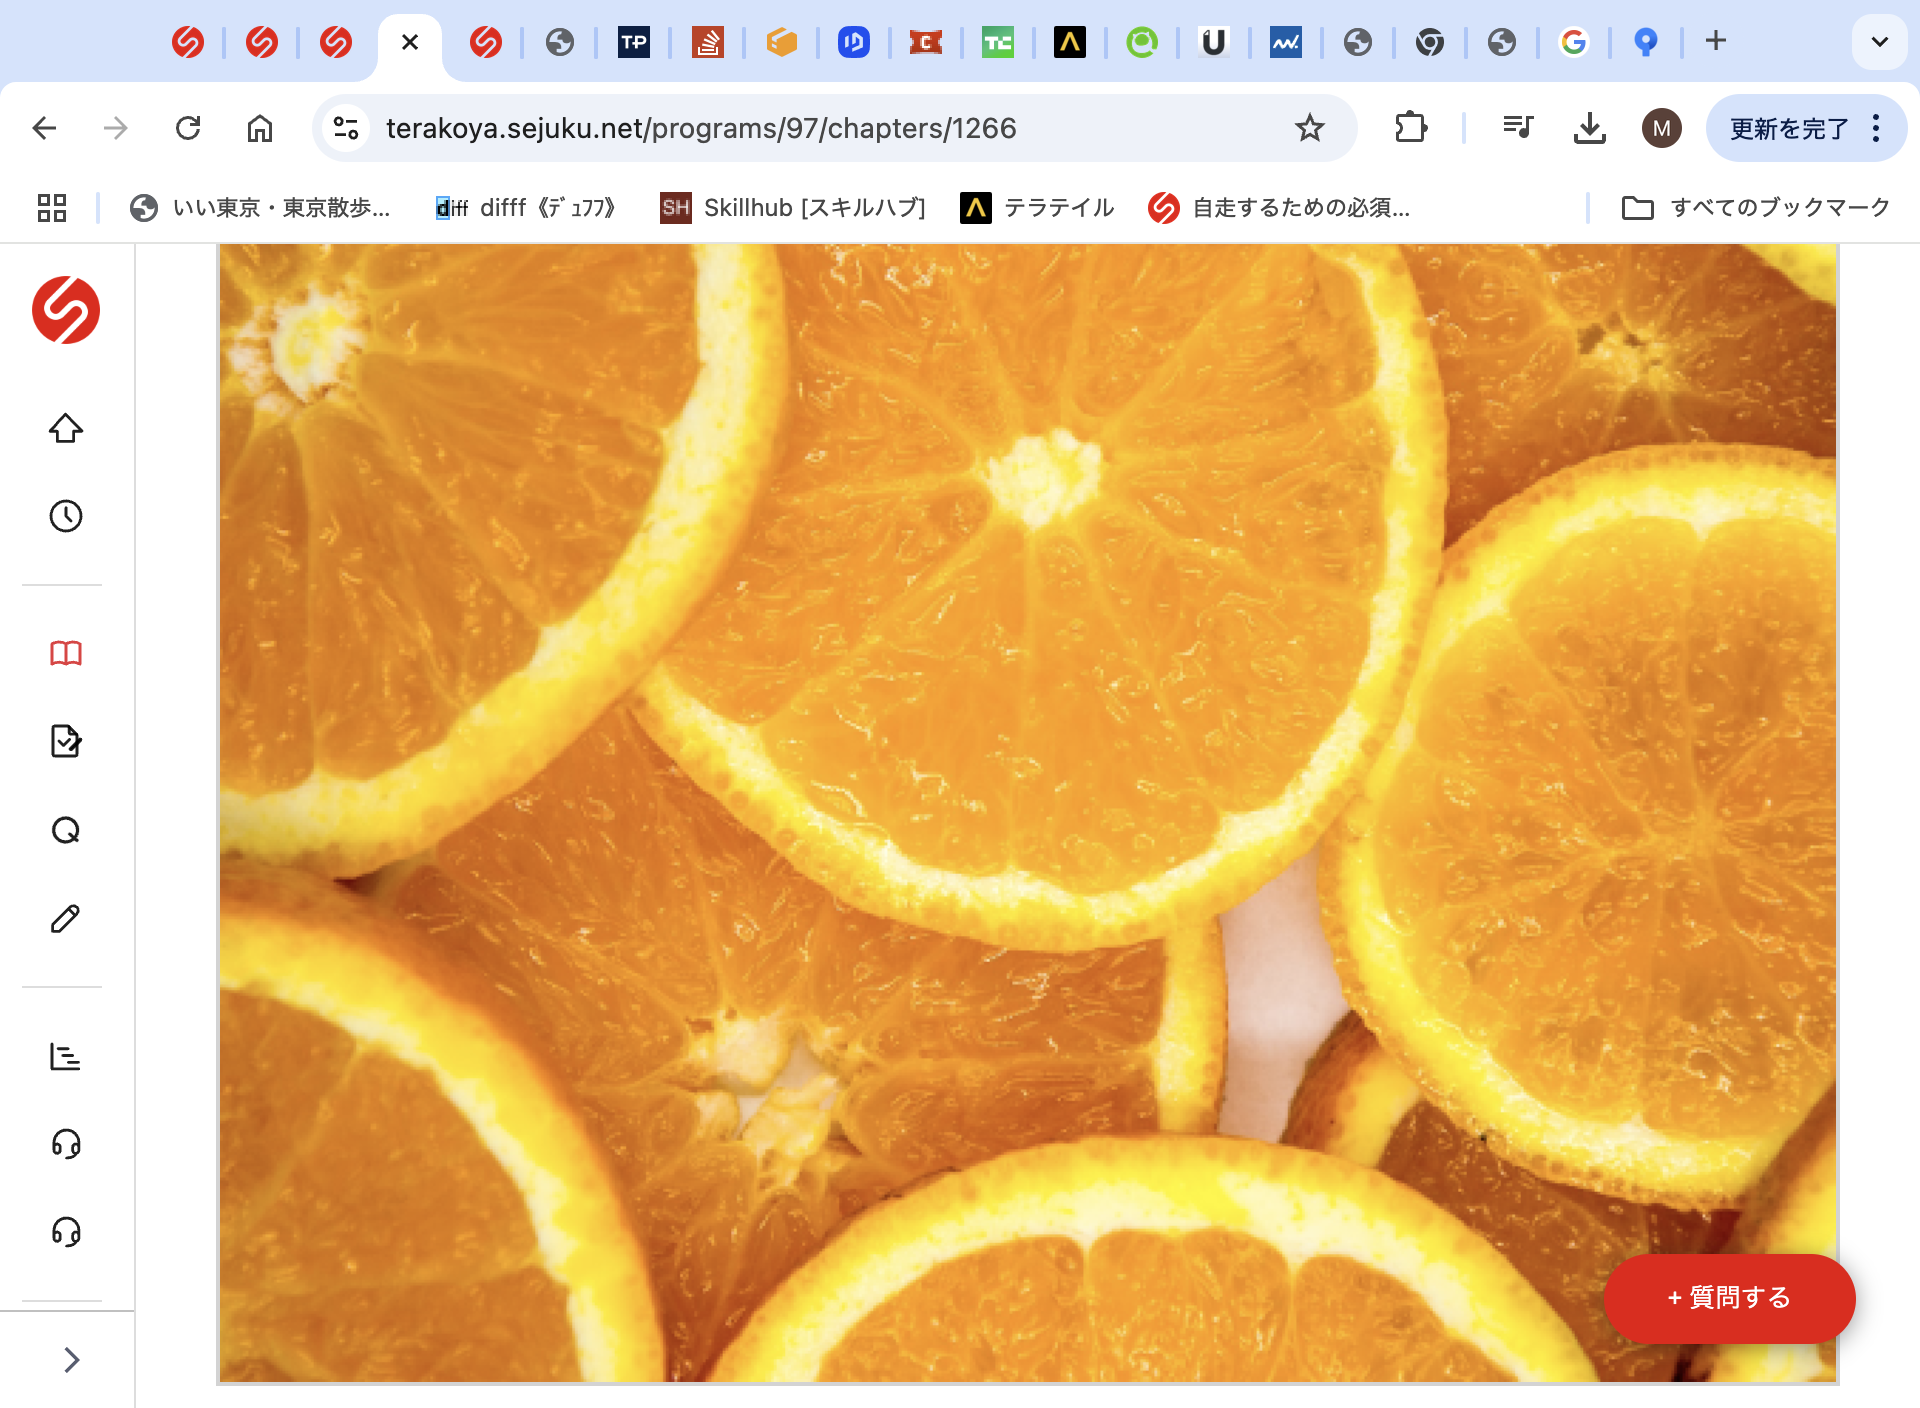 TP
C
TC
U
terakoya.sejuku.net/programs/97/chapters/1266
M
更新を完了
いい東京・東京散歩...
diff difff《ﾃﾞｭﾌﾌ》
SH Skillhub [スキルハブ]
テラテイル
自走するための必須...
すべてのブックマーク
+ 質問する